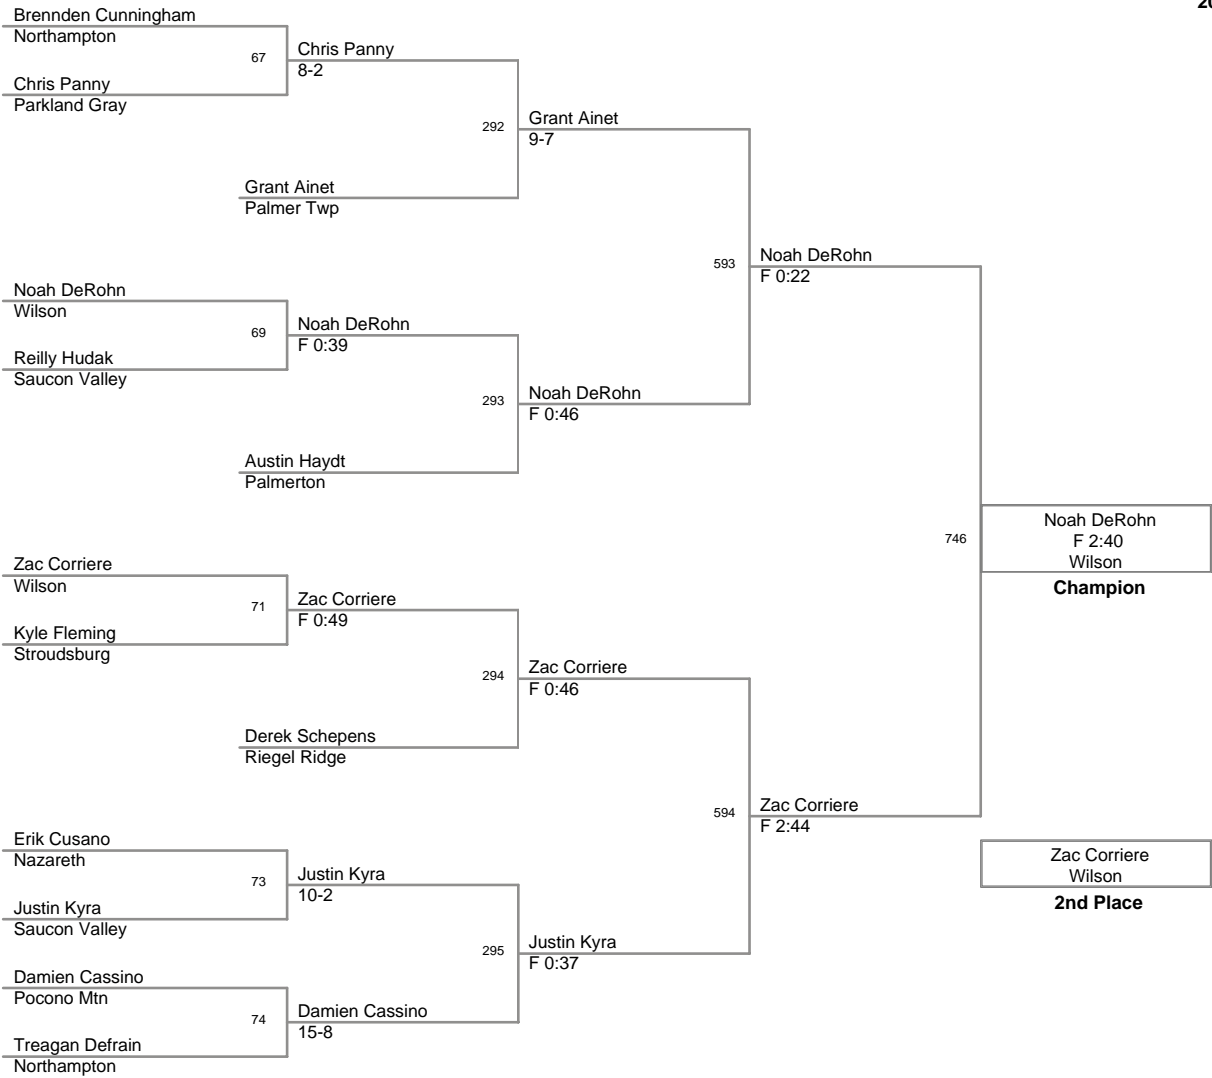 20
Brennden Cunningham
Northampton
67
Chris Panny
8-2
Chris Panny
Parkland Gray
292
Grant Ainet
9-7
Grant Ainet
Palmer Twp
593
Noah DeRohn
F 0:22
Noah DeRohn
Wilson
69
Noah DeRohn
F 0:39
Reilly Hudak
Saucon Valley
293
Noah DeRohn
F 0:46
Austin Haydt
Palmerton
746
Noah DeRohn
F 2:40
Wilson
Champion
Zac Corriere
Wilson
71
Zac Corriere
F 0:49
Kyle Fleming
Stroudsburg
294
Zac Corriere
F 0:46
Derek Schepens
Riegel Ridge
594
Zac Corriere
F 2:44
Erik Cusano
Nazareth
73
Justin Kyra
10-2
Justin Kyra
Saucon Valley
295
Justin Kyra
F 0:37
Damien Cassino
Pocono Mtn
74
Damien Cassino
15-8
Treagan Defrain
Northampton
Zac Corriere
Wilson
2nd Place